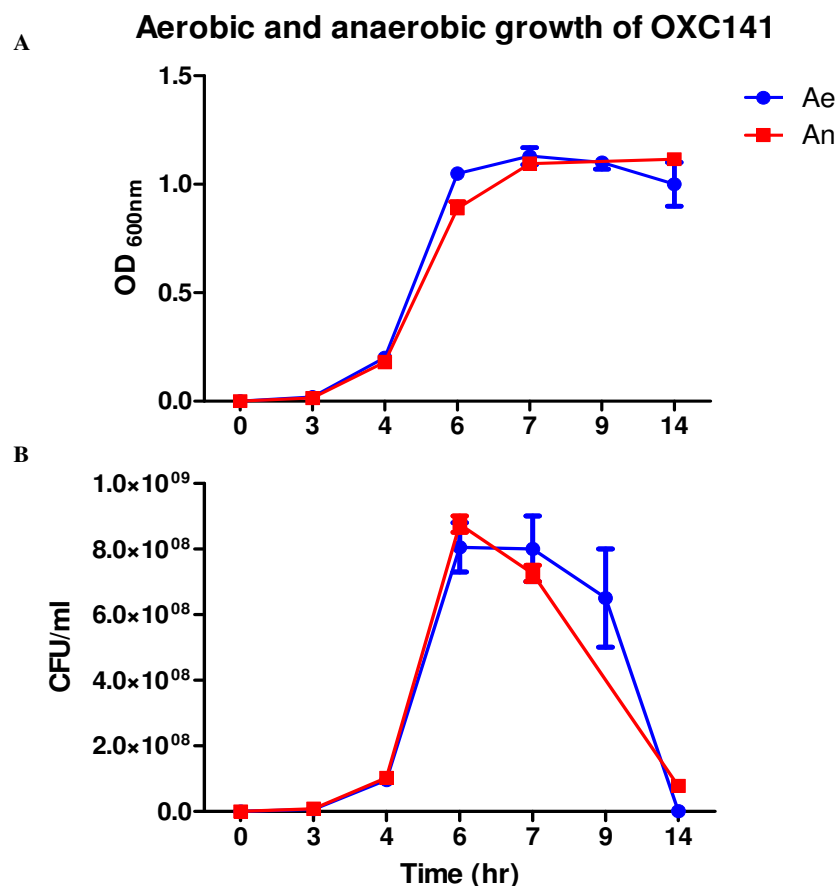 Aerobic and anaerobic growth of OXC141
A
1.5
1.0
0.5
0.0
OD 600nm
0 3 4 6 7 9 14
Ae
An
B
1.0×10⁰⁹
8.0×10⁰⁸
6.0×10⁰⁸
4.0×10⁰⁸
2.0×10⁰⁸
0.0
CFU/ml
0 3 4 6 7 9 14
Time (hr)